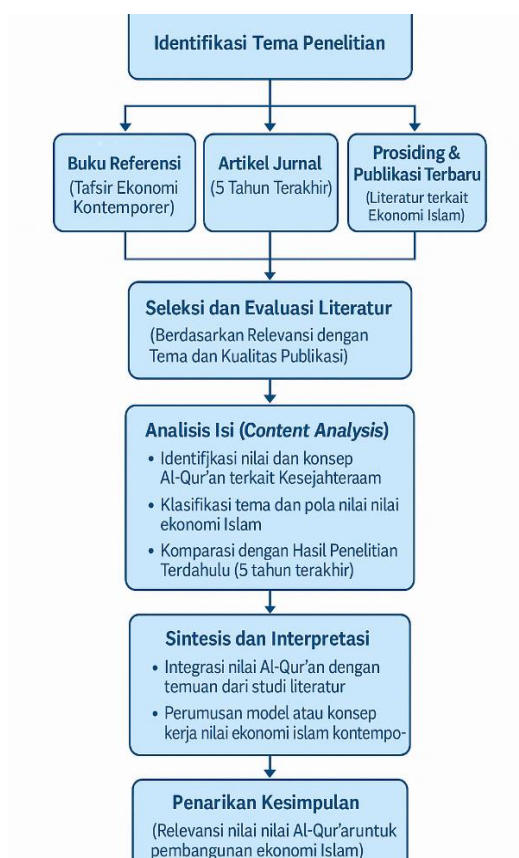 Identifikasi Tema Penelitian
Buku Referensi
(Tafsir Ekonomi
Kontemporer)
Artikel Jurnal
(5 Tahun Terakhir)
Prosiding &
Publikasi Terbaru
(Literatur terkait
Ekonomi Islam)
Seleksi dan Evaluasi Literatur
(Berdasarkan Relevansi dengan
Tema dan Kualitas Publikasi)
Analisis Isi (Content Analysis)
• Identifjkasi nilai dan konsep
Al-Qur'an terkait Kesejahteraam
• Klasifikasi tema dan pola nilai nilai
ekonomi Islam
• Komparasi dengan Hasil Penelitian
Terdahulu (5 tahun terakhir)
Sintesis dan Interpretasi
• Integrasi nilai Al-Qur'an dengan
temuan dari studi literatur
• Perumusan model atau konsep
kerja nilai ekonomi islam kontempo-
Penarikan Kesimpulan
(Relevansi nilai nilai Al-Qur'aruntuk
pembangunan ekonomi Islam)